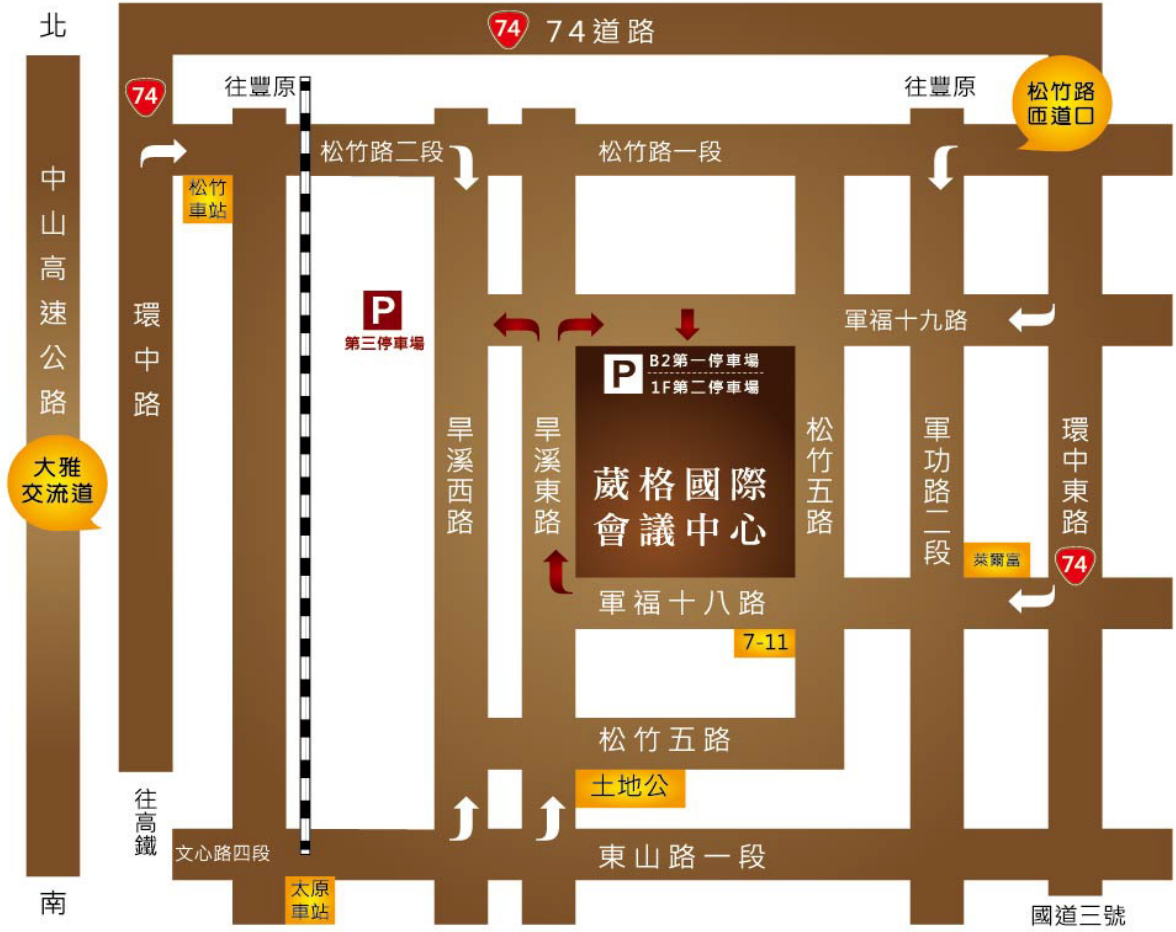 北
74 74道路
74
往豐原
往豐原
松竹路
匝道口
松竹路二段
松竹路一段
松竹
車站
中山高速公路
環中路
P
第三停車場
軍福十九路
P
B2第一停車場
1F第二停車場
葳格國際
會議中心
旱溪西路
旱溪東路
松竹五路
軍功路二段
環中東路
74
大雅
交流道
萊爾富
軍福十八路
7-11
松竹五路
土地公
往高鐵
文心路四段
東山路一段
太原
車站
南
國道三號